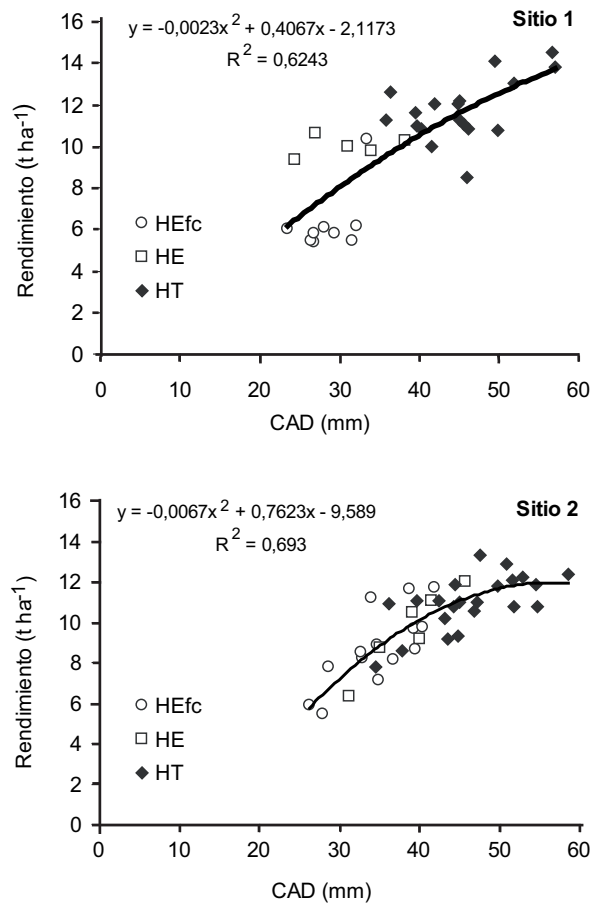 Sitio 1
y = -0,0023x² + 0,4067x - 2,1173
R² = 0,6243
Rendimiento (t ha⁻¹)
16
14
12
10
8
6
4
2
0
HEfc
HE
HT
0 10 20 30 40 50 60
CAD (mm)
Sitio 2
y = -0,0067x² + 0,7623x - 9,589
R² = 0,693
Rendimiento (t ha⁻¹)
16
14
12
10
8
6
4
2
0
HEfc
HE
HT
0 10 20 30 40 50 60
CAD (mm)